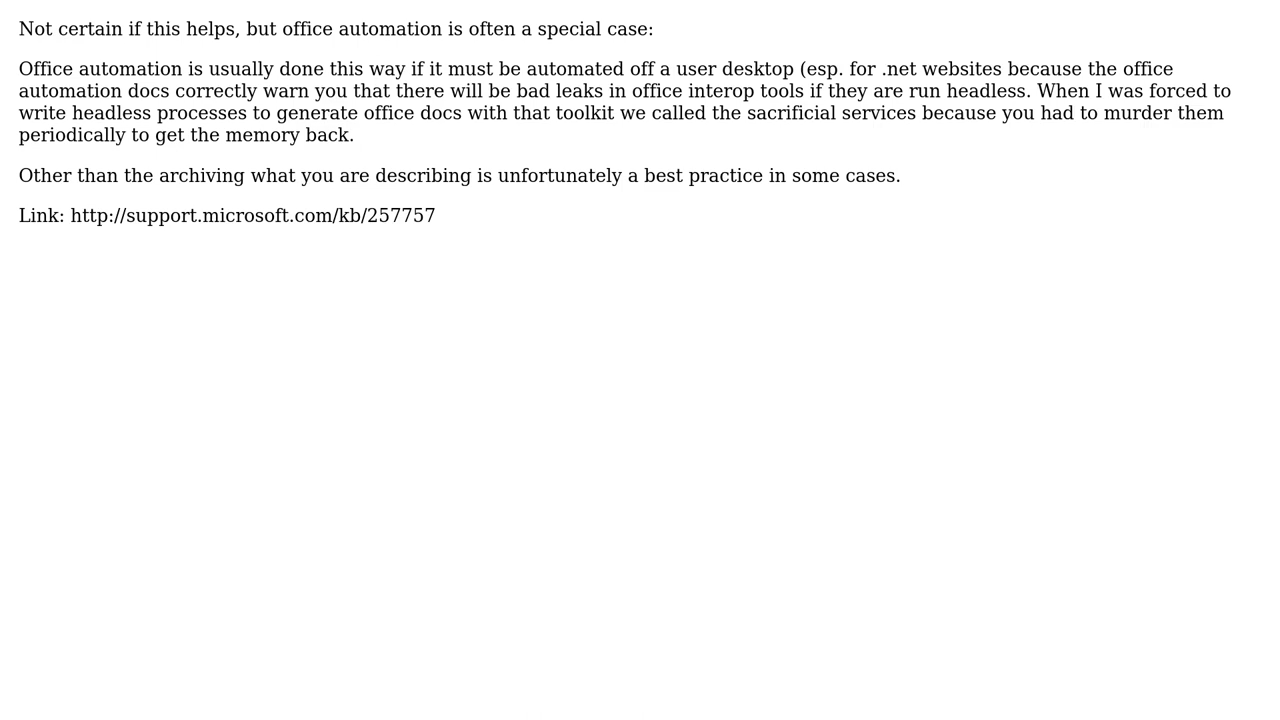 Not certain if this helps, but office automation is often a special case:
Office automation is usually done this way if it must be automated off a user desktop (esp. for .net websites because the office
automation docs correctly warn you that there will be bad leaks in office interop tools if they are run headless. When I was forced to
write headless processes to generate office docs with that toolkit we called the sacrificial services because you had to murder them
periodically to get the memory back.
Other than the archiving what you are describing is unfortunately a best practice in some cases.
Link: http://support.microsoft.com/kb/257757